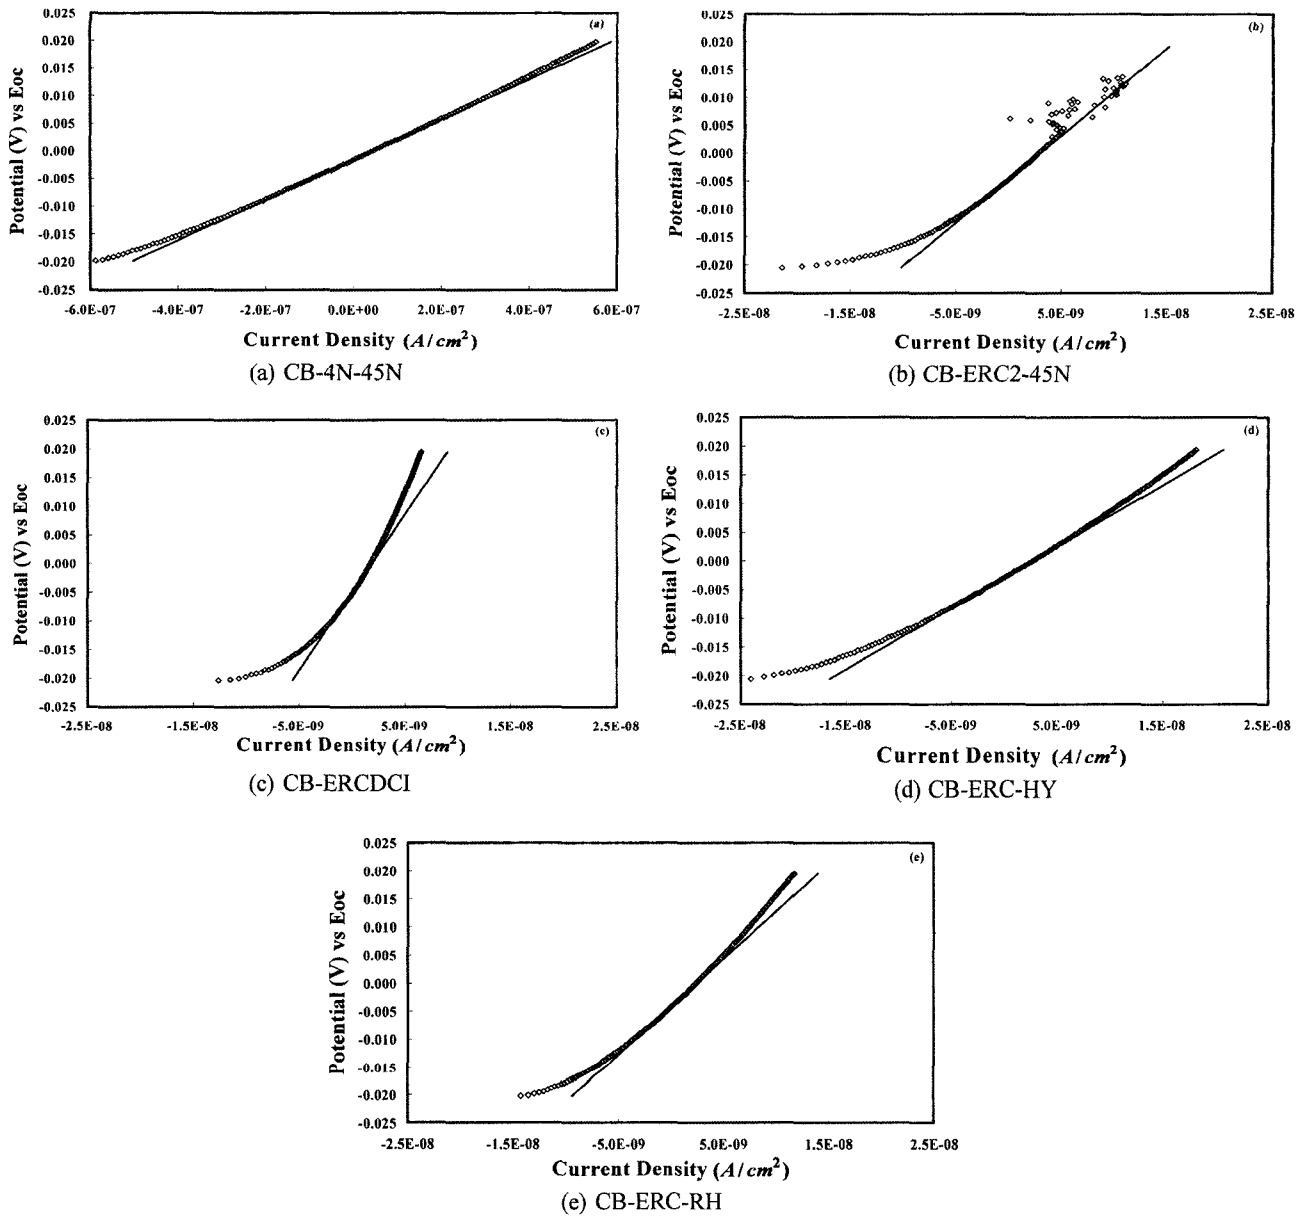 0.025
0.020
0.015
0.010
0.005
0.000
-0.005
-0.010
-0.015
-0.020
-0.025
Potential (V) vs Eoc
(a)
-6.0E-07 -4.0E-07 -2.0E-07 0.0E+00 2.0E-07 4.0E-07 6.0E-07
Current Density (A/cm²)
(a) CB-4N-45N
0.025
0.020
0.015
0.010
0.005
0.000
-0.005
-0.010
-0.015
-0.020
-0.025
Potential (V) vs Eoc
(b)
-2.5E-08 -1.5E-08 -5.0E-09 5.0E-09 1.5E-08 2.5E-08
Current Density (A/cm²)
(b) CB-ERC2-45N
0.025
0.020
0.015
0.010
0.005
0.000
-0.005
-0.010
-0.015
-0.020
-0.025
Potential (V) vs Eoc
(c)
-2.5E-08 -1.5E-08 -5.0E-09 5.0E-09 1.5E-08 2.5E-08
Current Density (A/cm²)
(c) CB-ERCDCI
0.025
0.020
0.015
0.010
0.005
0.000
-0.005
-0.010
-0.015
-0.020
-0.025
Potential (V) vs Eoc
(d)
-2.5E-08 -1.5E-08 -5.0E-09 5.0E-09 1.5E-08 2.5E-08
Current Density (A/cm²)
(d) CB-ERC-HY
0.025
0.020
0.015
0.010
0.005
0.000
-0.005
-0.010
-0.015
-0.020
-0.025
Potential (V) vs Eoc
(e)
-2.5E-08 -1.5E-08 -5.0E-09 5.0E-09 1.5E-08 2.5E-08
Current Density (A/cm²)
(e) CB-ERC-RH